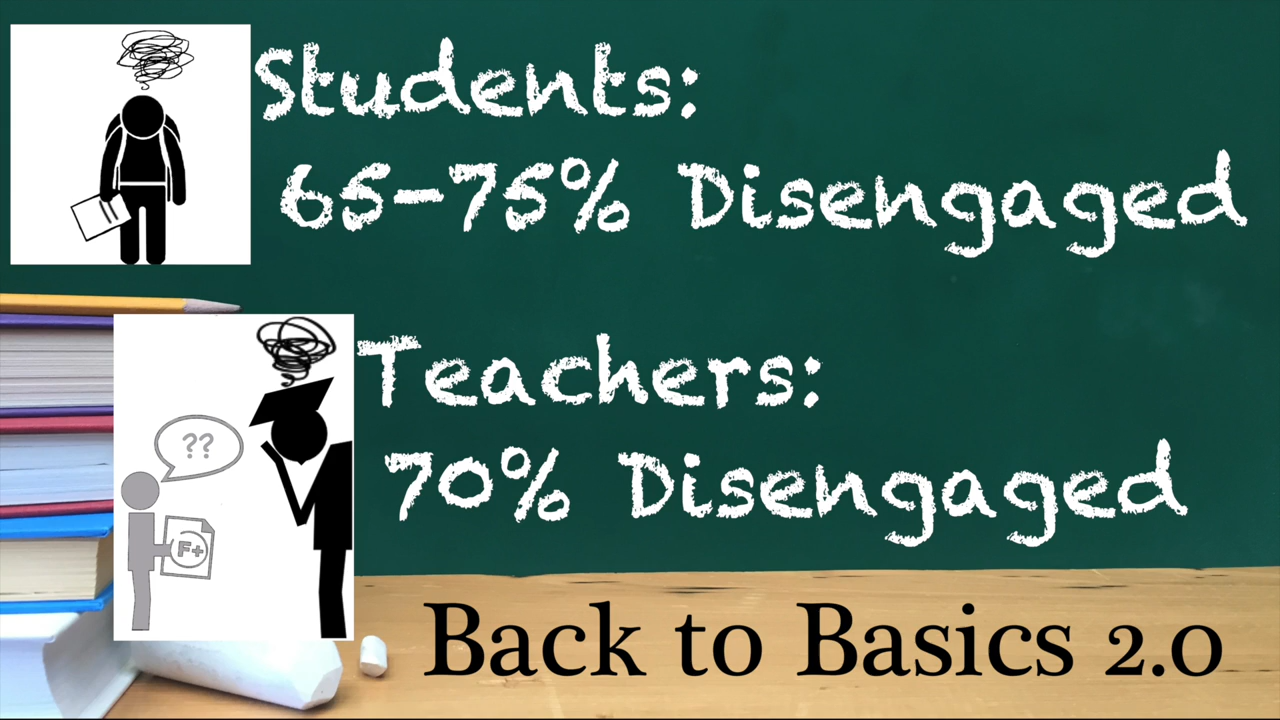 Students:
65-75% Disengaged
Teachers:
70% Disengaged
??
F+
Back to Basics 2.0